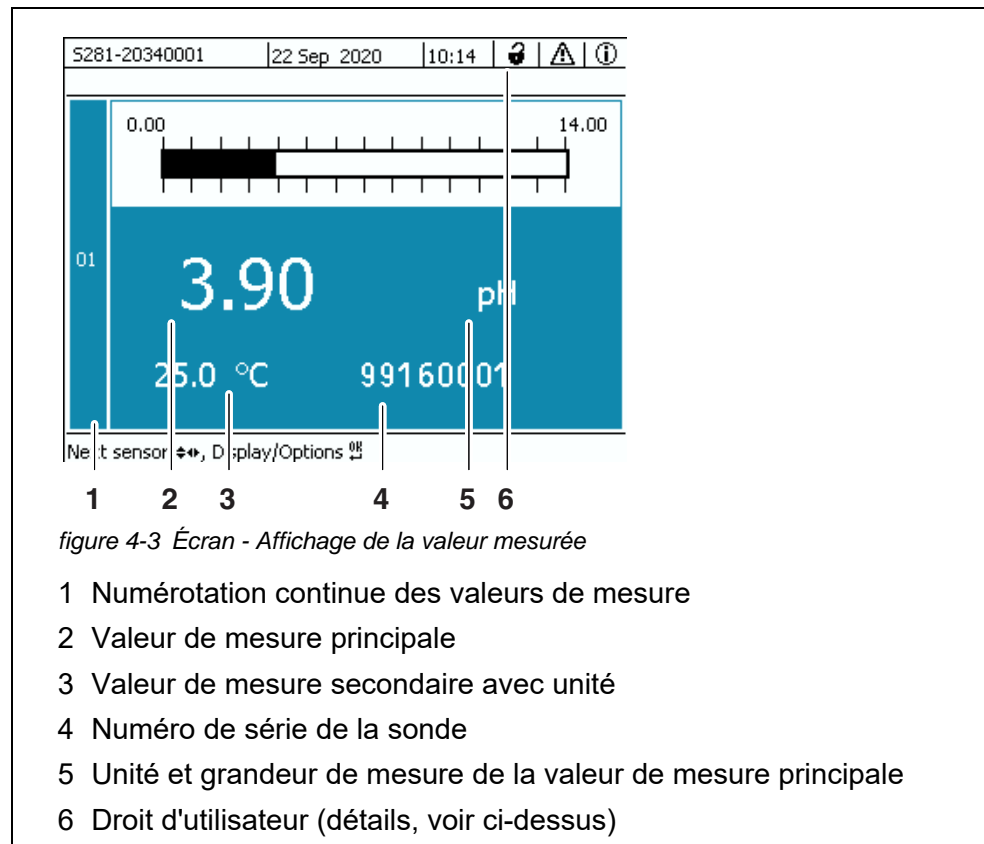 S281-20340001 22 Sep 2020 10:14
0.00 14.00
01
3.90 pH
25.0 °C 99160001
Next sensor, Display/Options OK
1 2 3 4 5 6
figure 4-3 Écran - Affichage de la valeur mesurée
1 Numérotation continue des valeurs de mesure
2 Valeur de mesure principale
3 Valeur de mesure secondaire avec unité
4 Numéro de série de la sonde
5 Unité et grandeur de mesure de la valeur de mesure principale
6 Droit d'utilisateur (détails, voir ci-dessus)